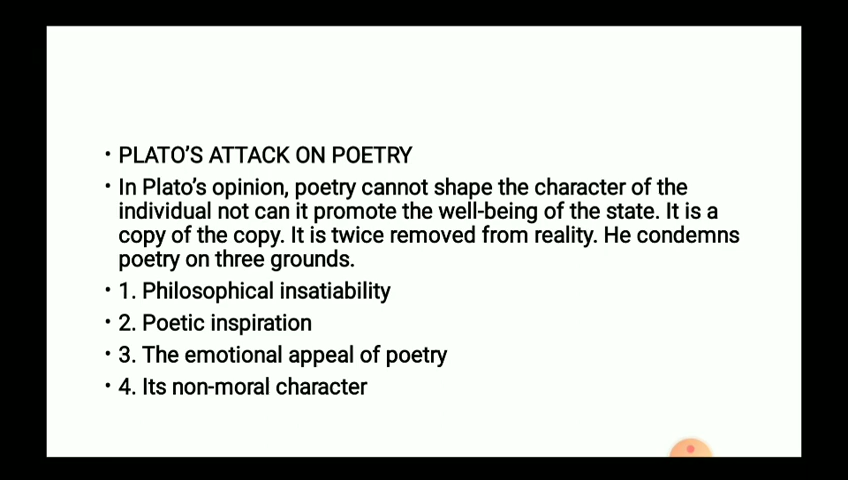 • PLATO'S ATTACK ON POETRY
• In Plato's opinion, poetry cannot shape the character of the
individual not can it promote the well-being of the state. It is a
copy of the copy. It is twice removed from reality. He condemns
poetry on three grounds.
• 1. Philosophical insatiability
• 2. Poetic inspiration
• 3. The emotional appeal of poetry
• 4. Its non-moral character